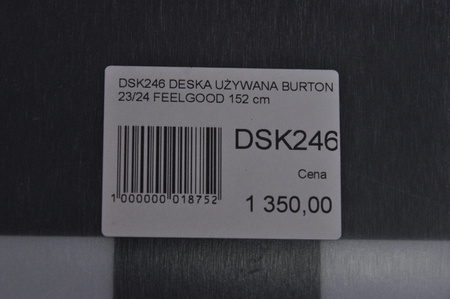 DSK246 DESKA UŻYWANA BURTON
23/24 FEELGOOD 152 cm
DSK246
Cena
1 000000 018752
1 350,00